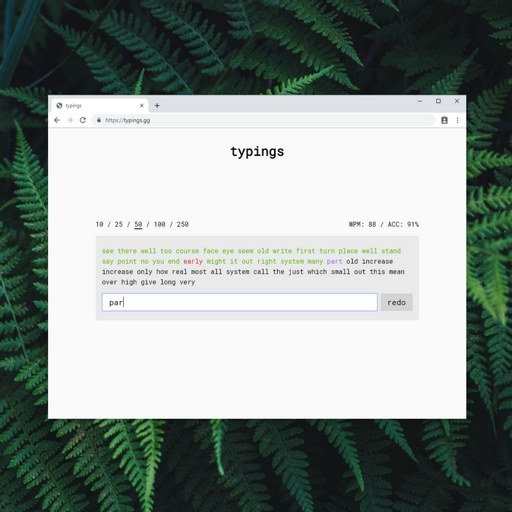 typings
https://typings.gg
typings
10 / 25 / 50 / 100 / 250
WPM: 88 / ACC: 91%
see there well too course face eye seem old write first turn place well stand
say point no you end early might it out right system many part old increase
increase only how real most all system call the just which small out this mean
over high give long very
par
redo